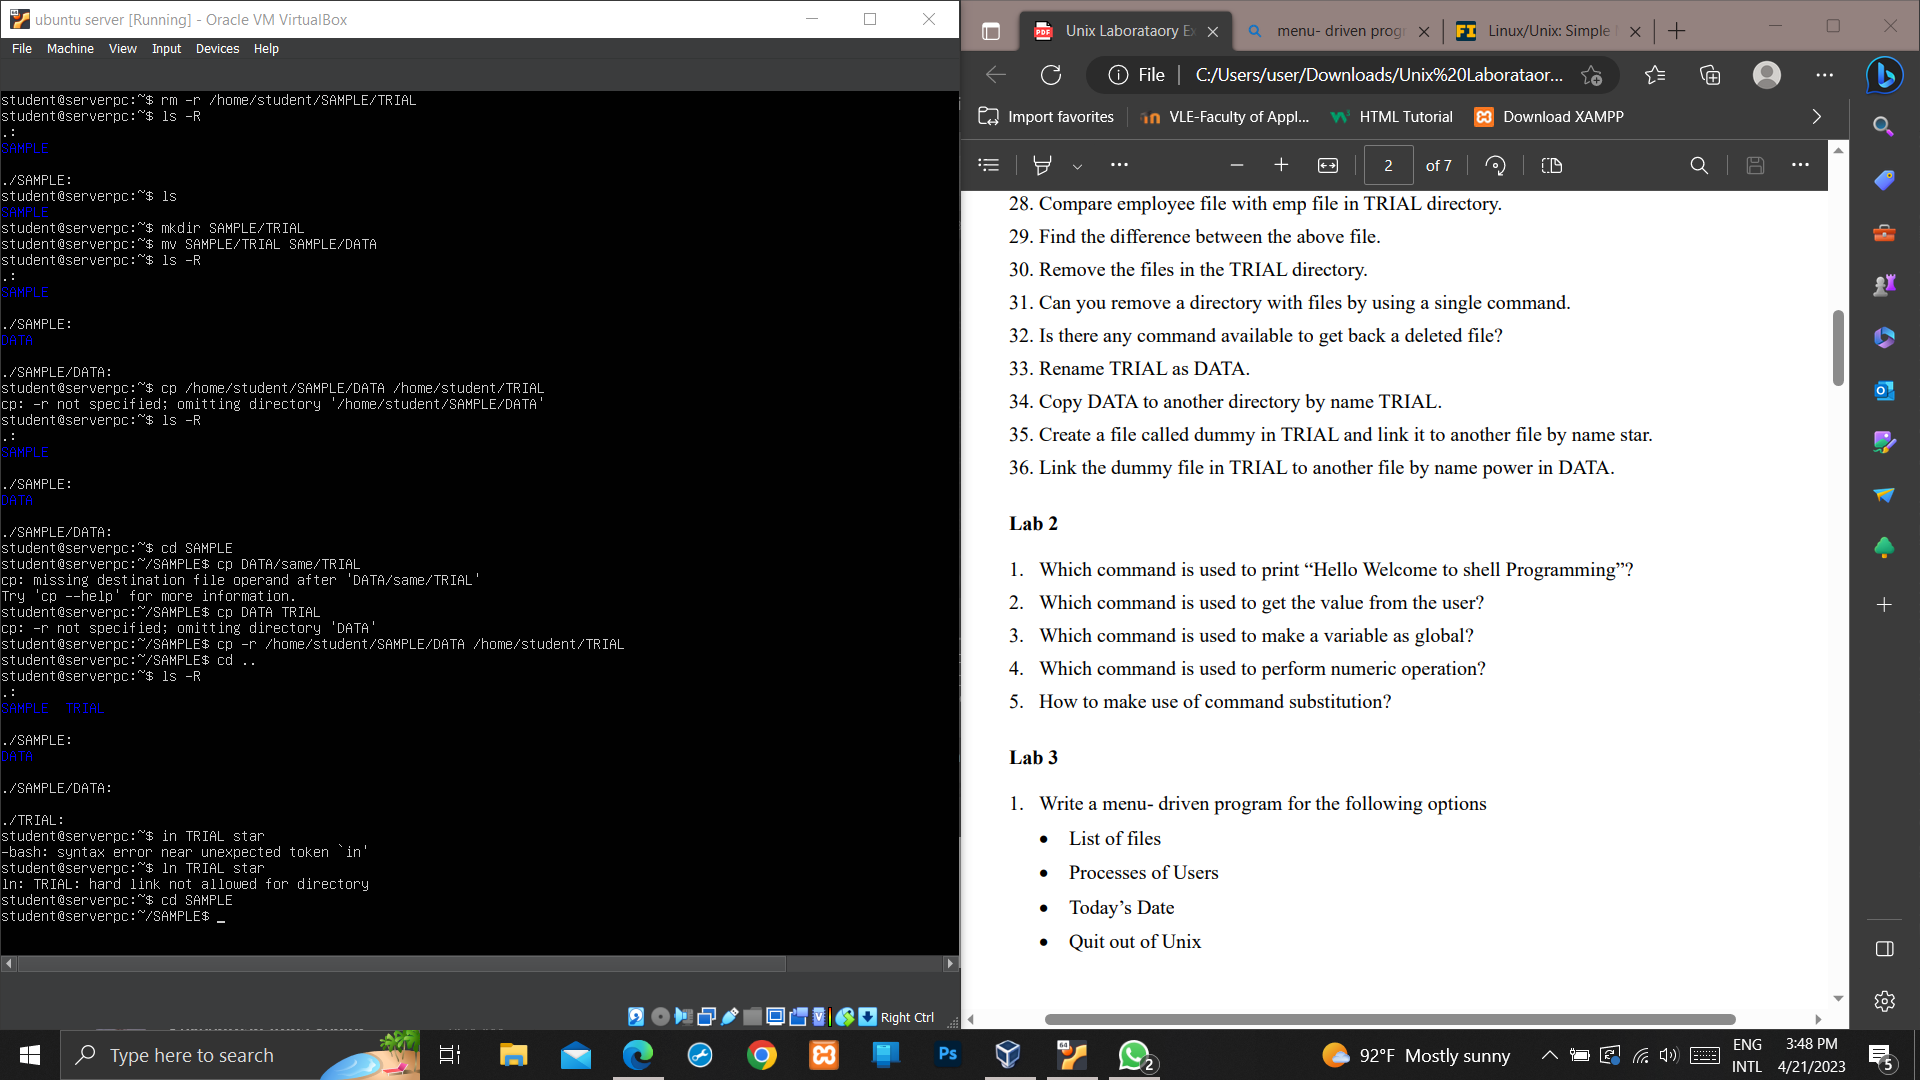 ubuntu server [Running] - Oracle VM VirtualBox
File Machine View Input Devices Help
student@serverpc:~$ rm -r /home/student/SAMPLE/TRIAL
student@serverpc:~$ ls -R
.:
SAMPLE
./SAMPLE:
student@serverpc:~$ ls
SAMPLE
student@serverpc:~$ mkdir SAMPLE/TRIAL
student@serverpc:~$ mv SAMPLE/TRIAL SAMPLE/DATA
student@serverpc:~$ ls -R
.:
SAMPLE
./SAMPLE:
DATA
./SAMPLE/DATA:
student@serverpc:~$ cp /home/student/SAMPLE/DATA /home/student/TRIAL
cp: -r not specified; omitting directory '/home/student/SAMPLE/DATA'
student@serverpc:~$ ls -R
.:
SAMPLE
./SAMPLE:
DATA
./SAMPLE/DATA:
student@serverpc:~$ cd SAMPLE
student@serverpc:~/SAMPLE$ cp DATA/same/TRIAL
cp: missing destination file operand after 'DATA/same/TRIAL'
Try 'cp --help' for more information.
student@serverpc:~/SAMPLE$ cp DATA TRIAL
cp: -r not specified; omitting directory 'DATA'
student@serverpc:~/SAMPLE$ cp -r /home/student/SAMPLE/DATA /home/student/TRIAL
student@serverpc:~/SAMPLE$ cd ..
student@serverpc:~$ ls -R
.:
SAMPLE TRIAL
./SAMPLE:
DATA
./SAMPLE/DATA:
./TRIAL:
student@serverpc:~$ in TRIAL star
-bash: syntax error near unexpected token `in'
student@serverpc:~$ ln TRIAL star
ln: TRIAL: hard link not allowed for directory
student@serverpc:~$ cd SAMPLE
student@serverpc:~/SAMPLE$ _
Right Ctrl
Unix Laborataory Ex
menu- driven progr
Linux/Unix: Simple
File C:/Users/user/Downloads/Unix%20Laborataor...
Import favorites VLE-Faculty of Appl... HTML Tutorial Download XAMPP
2 of 7
28. Compare employee file with emp file in TRIAL directory.
29. Find the difference between the above file.
30. Remove the files in the TRIAL directory.
31. Can you remove a directory with files by using a single command.
32. Is there any command available to get back a deleted file?
33. Rename TRIAL as DATA.
34. Copy DATA to another directory by name TRIAL.
35. Create a file called dummy in TRIAL and link it to another file by name star.
36. Link the dummy file in TRIAL to another file by name power in DATA.
Lab 2
1. Which command is used to print “Hello Welcome to shell Programming”?
2. Which command is used to get the value from the user?
3. Which command is used to make a variable as global?
4. Which command is used to perform numeric operation?
5. How to make use of command substitution?
Lab 3
1. Write a menu- driven program for the following options
• List of files
• Processes of Users
• Today’s Date
• Quit out of Unix
Type here to search
Ps
64
2
92°F Mostly sunny
ENG
INTL
3:48 PM
4/21/2023
5